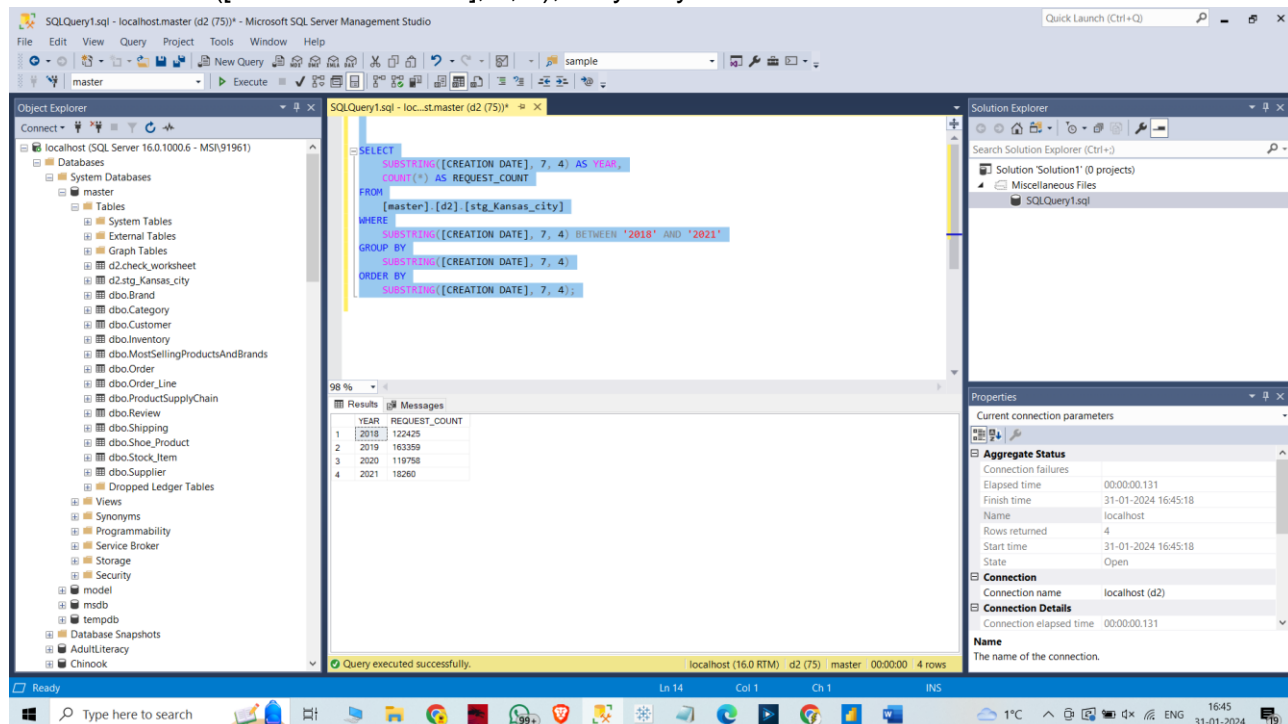 SQLQuery1.sql - localhost.master (d2 (75))* - Microsoft SQL Server Management Studio
Quick Launch (Ctrl+Q)
File Edit View Query Project Tools Window Help
New Query
sample
master
Execute
Object Explorer
Connect
localhost (SQL Server 16.0.1000.6 - MSI\91961)
Databases
System Databases
master
Tables
System Tables
External Tables
Graph Tables
d2.check_worksheet
d2.stg_Kansas_city
dbo.Brand
dbo.Category
dbo.Customer
dbo.Inventory
dbo.MostSellingProductsAndBrands
dbo.Order
dbo.Order_Line
dbo.ProductSupplyChain
dbo.Review
dbo.Shipping
dbo.Shoe_Product
dbo.Stock_Item
dbo.Supplier
Dropped Ledger Tables
Views
Synonyms
Programmability
Service Broker
Storage
Security
model
msdb
tempdb
Database Snapshots
AdultLiteracy
Chinook
SQLQuery1.sql - loc...st.master (d2 (75))*
SELECT
SUBSTRING([CREATION DATE], 7, 4) AS YEAR,
COUNT(*) AS REQUEST_COUNT
FROM
[master].[d2].[stg_Kansas_city]
WHERE
SUBSTRING([CREATION DATE], 7, 4) BETWEEN '2018' AND '2021'
GROUP BY
SUBSTRING([CREATION DATE], 7, 4)
ORDER BY
SUBSTRING([CREATION DATE], 7, 4);
98 %
Results Messages
YEAR REQUEST_COUNT
1 2018 122425
2 2019 163359
3 2020 119758
4 2021 18260
Query executed successfully. localhost (16.0 RTM) d2 (75) master 00:00:00 4 rows
Solution Explorer
Search Solution Explorer (Ctrl+;)
Solution 'Solution1' (0 projects)
Miscellaneous Files
SQLQuery1.sql
Properties
Current connection parameters
Aggregate Status
Connection failures
Elapsed time 00:00:00.131
Finish time 31-01-2024 16:45:18
Name localhost
Rows returned 4
Start time 31-01-2024 16:45:18
State Open
Connection
Connection name localhost (d2)
Connection Details
Connection elapsed time 00:00:00.131
Name
The name of the connection.
Ready Ln 14 Col 1 Ch 1 INS
Type here to search
99+
1°C
ENG
16:45
31-01-2024